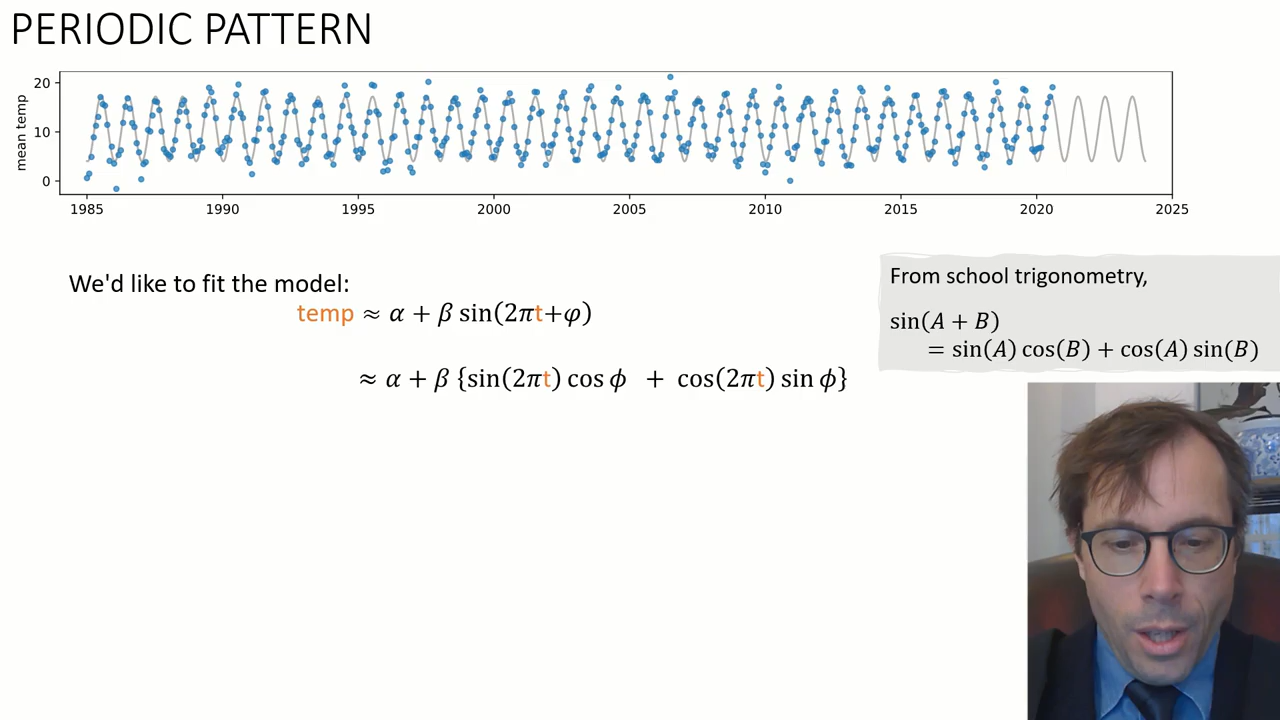 PERIODIC PATTERN
mean temp
20
10
0
1985 1990 1995 2000 2005 2010 2015 2020 2025
We'd like to fit the model:
temp ≈ α + β sin(2πt+φ)
≈ α + β {sin(2πt) cos ϕ + cos(2πt) sin ϕ}
From school trigonometry,
sin(A + B)
= sin(A) cos(B) + cos(A) sin(B)